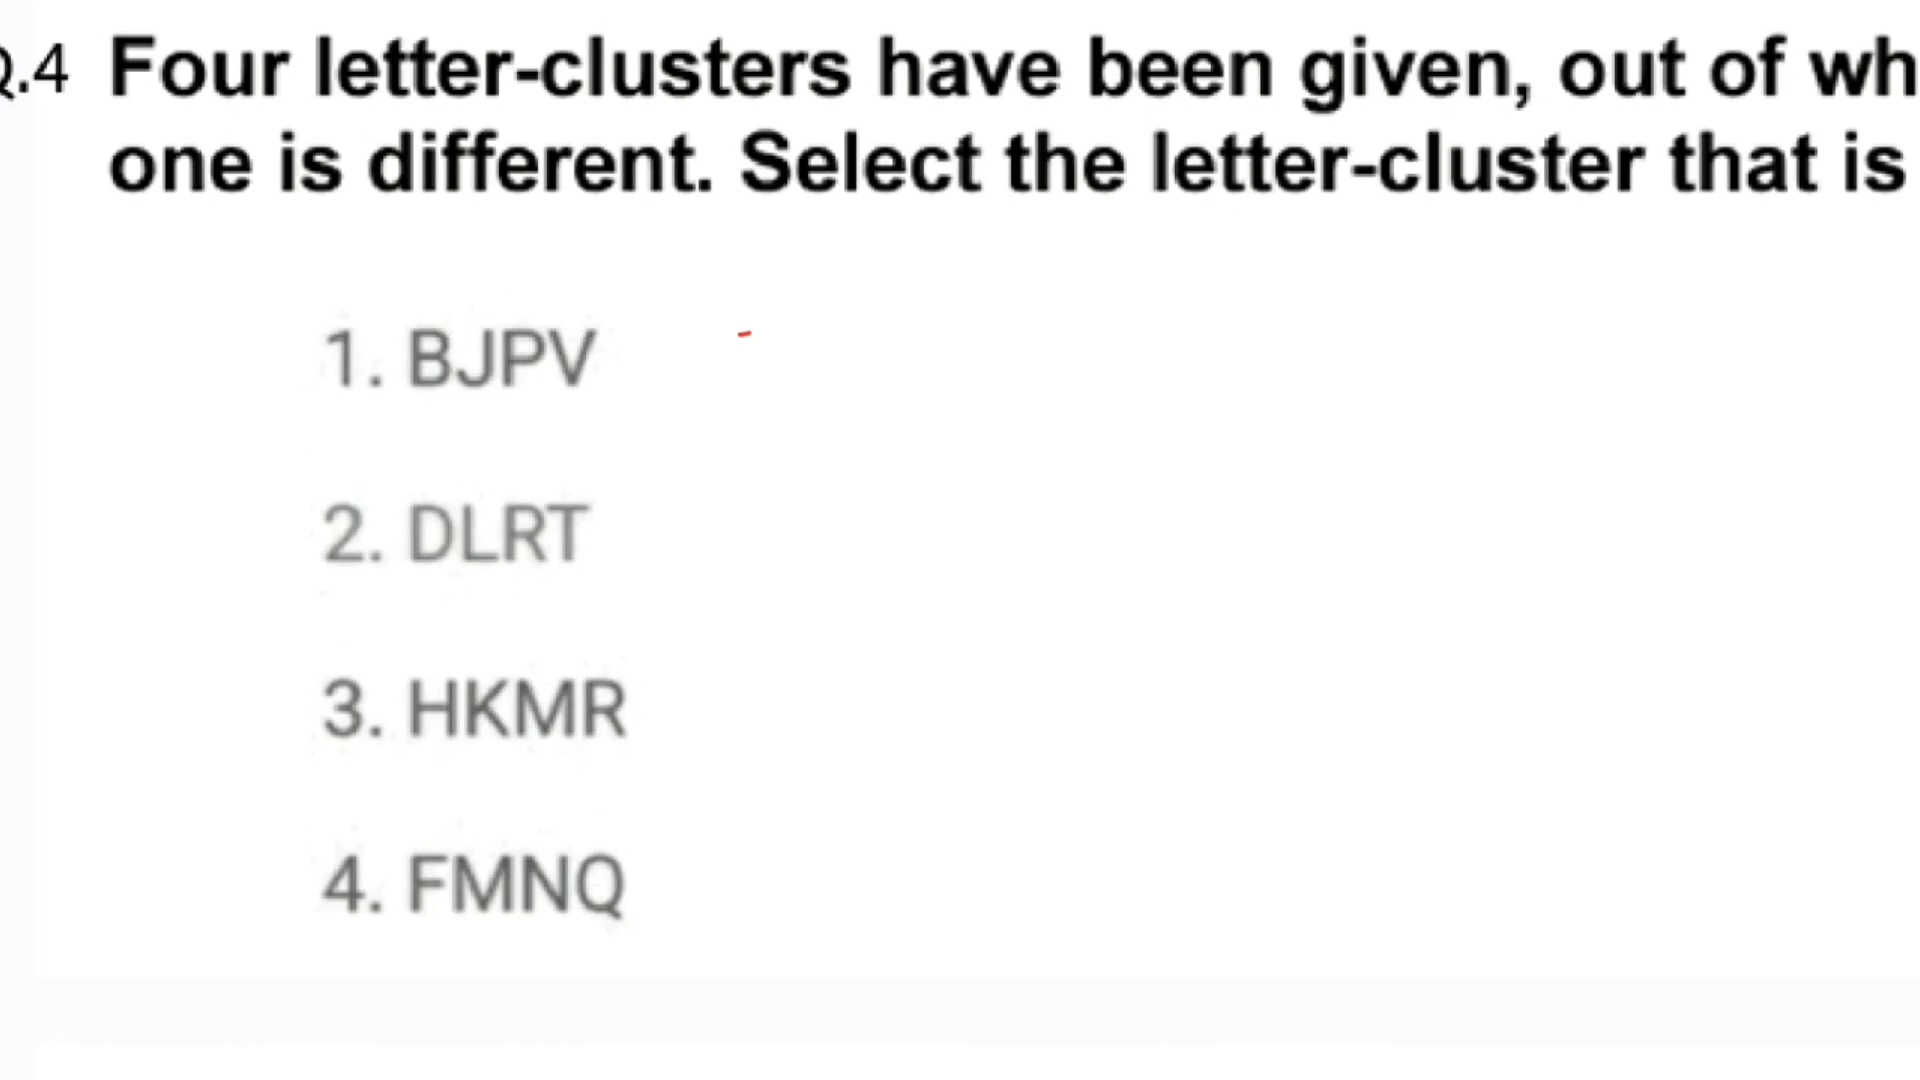 .4 Four letter-clusters have been given, out of wh
one is different. Select the letter-cluster that is
1. BJPV
2. DLRT
3. HKMR
4. FMNQ